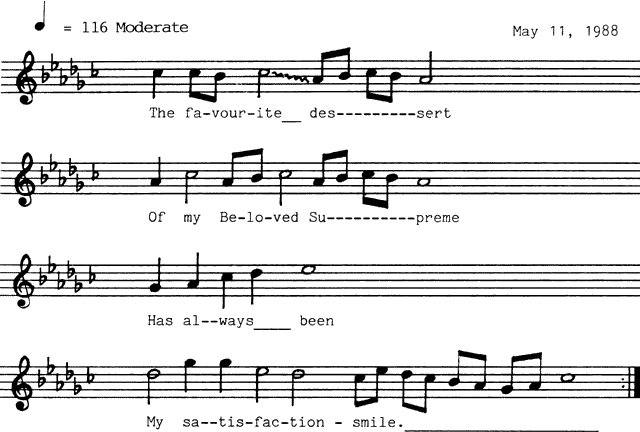 = 116 Moderate
May 11, 1988
The fa-vour-ite__ des---------sert
Of my Be-lo-ved Su----------preme
Has al--ways____ been
My sa--tis-fac-tion - smile.______________________